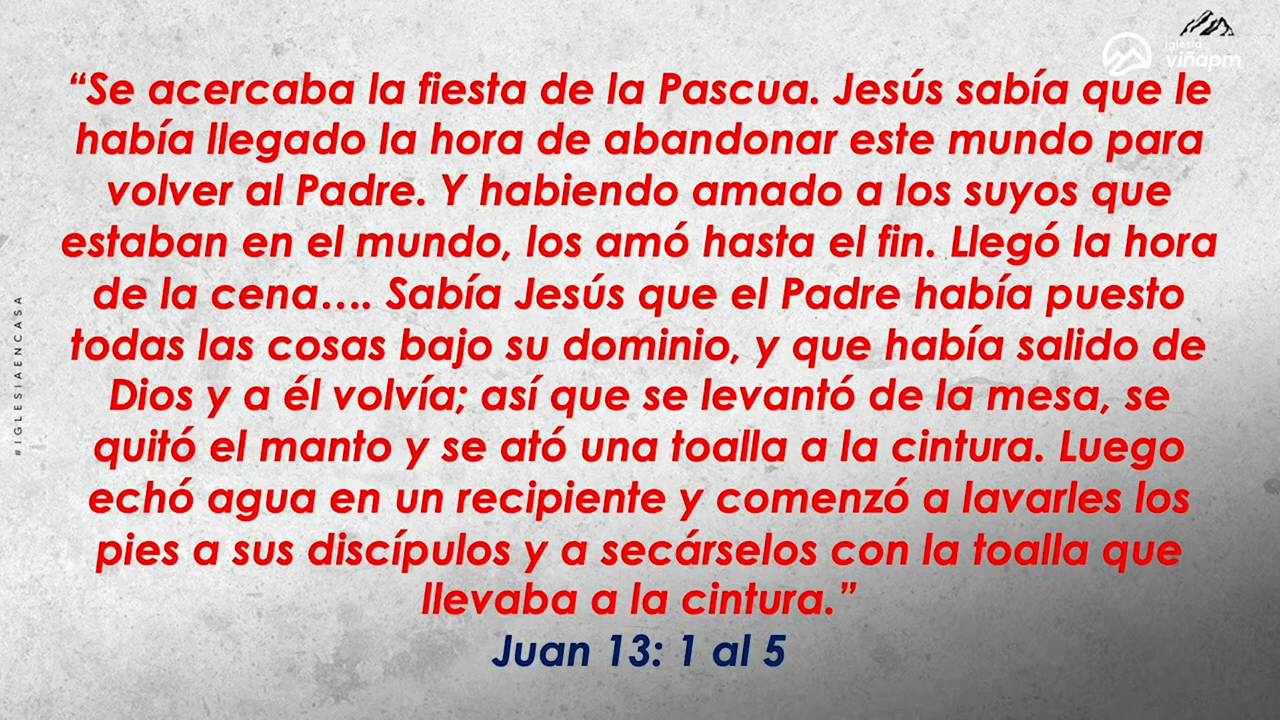 iglesia
viñapm
“Se acercaba la fiesta de la Pascua. Jesús sabía que le
había llegado la hora de abandonar este mundo para
volver al Padre. Y habiendo amado a los suyos que
estaban en el mundo, los amó hasta el fin. Llegó la hora
de la cena…. Sabía Jesús que el Padre había puesto
todas las cosas bajo su dominio, y que había salido de
Dios y a él volvía; así que se levantó de la mesa, se
quitó el manto y se ató una toalla a la cintura. Luego
echó agua en un recipiente y comenzó a lavarles los
pies a sus discípulos y a secárselos con la toalla que
llevaba a la cintura.”
Juan 13: 1 al 5
#IGLESIAENCASA